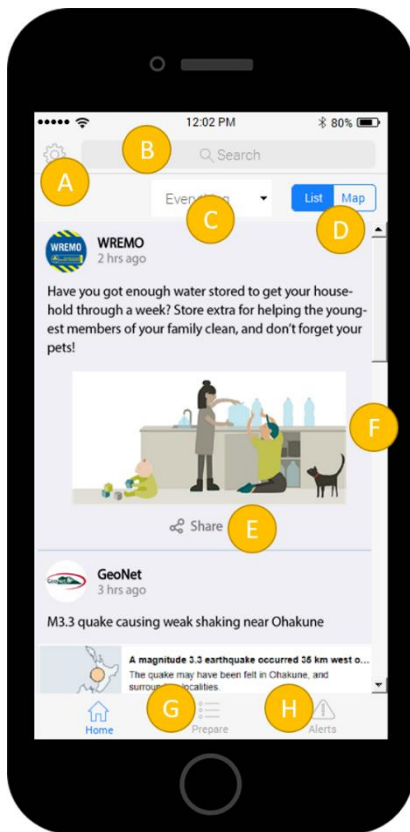 12:02 PM
80%
B
Search
A
Everything
C
List
Map
D
WREMO
WREMO
2 hrs ago
Have you got enough water stored to get your house-
hold through a week? Store extra for helping the young-
est members of your family clean, and don't forget your
pets!
F
Share
E
GeoNet
GeoNet
3 hrs ago
M3.3 quake causing weak shaking near Ohakune
A magnitude 3.3 earthquake occurred 35 km west o...
The quake may have been felt in Ohakune, and
surrounding localities.
G
H
Home
Prepare
Alerts